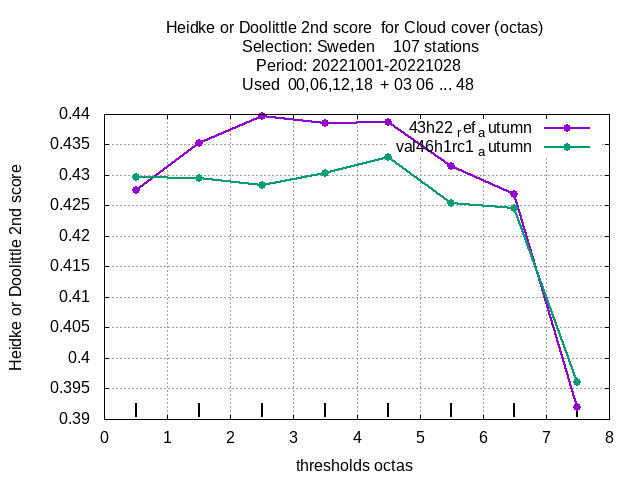 Heidke or Doolittle 2nd score  for Cloud cover (octas)
Selection: Sweden    107 stations
Period: 20221001-20221028
Used  00,06,12,18  + 03 06 ... 48
43h22 ref autumn
val46h1rc1 autumn
Heidke or Doolittle 2nd score
0.44
0.435
0.43
0.425
0.42
0.415
0.41
0.405
0.4
0.395
0.39
0 1 2 3 4 5 6 7 8
thresholds octas